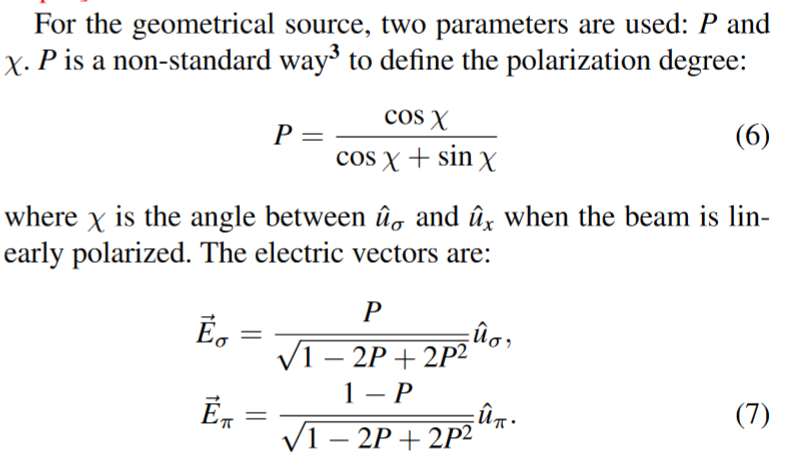 For the geometrical source, two parameters are used: P and
χ. P is a non-standard way³ to define the polarization degree:
P = cos χ / (cos χ + sin χ) (6)
where χ is the angle between û_σ and û_x when the beam is lin-
early polarized. The electric vectors are:
E⃗_σ = P / √(1 − 2P + 2P²) û_σ,
E⃗_π = (1 − P) / √(1 − 2P + 2P²) û_π. (7)